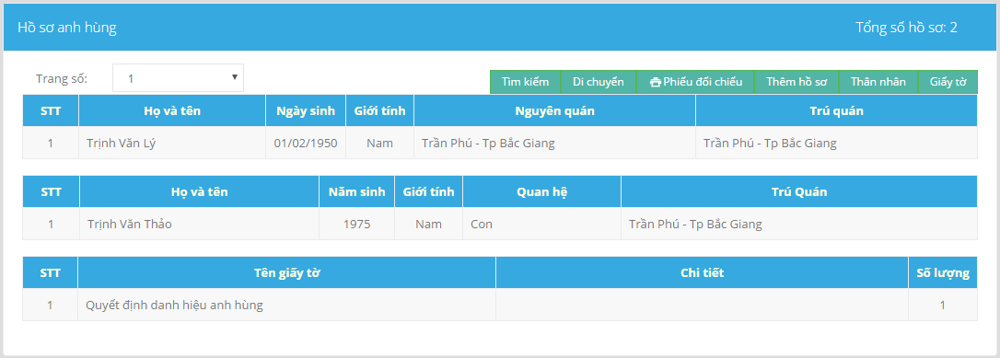 Hồ sơ anh hùng Tổng số hồ sơ: 2
Trang số: 1 Tìm kiếm Di chuyển Phiếu đối chiếu Thêm hồ sơ Thân nhân Giấy tờ
STT Họ và tên Ngày sinh Giới tính Nguyên quán Trú quán
1 Trịnh Văn Lý 01/02/1950 Nam Trần Phú - Tp Bắc Giang Trần Phú - Tp Bắc Giang
STT Họ và tên Năm sinh Giới tính Quan hệ Trú Quán
1 Trịnh Văn Thảo 1975 Nam Con Trần Phú - Tp Bắc Giang
STT Tên giấy tờ Chi tiết Số lượng
1 Quyết định danh hiệu anh hùng 1